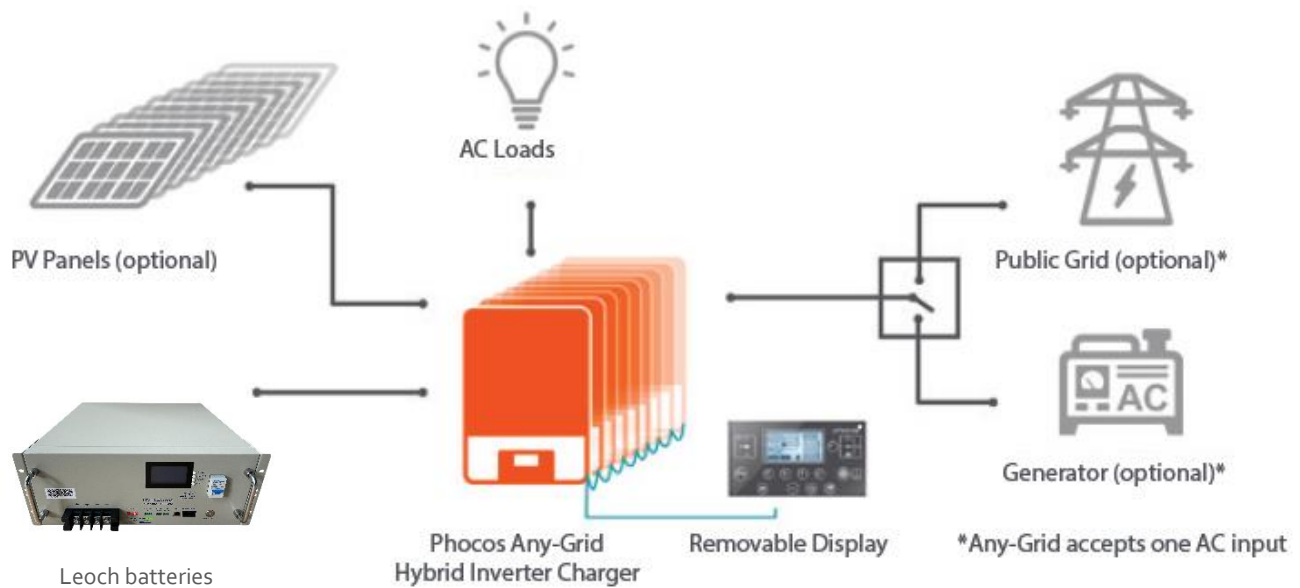 AC Loads
PV Panels (optional)
Public Grid (optional)*
AC
Generator (optional)*
Phocos Any-Grid
Hybrid Inverter Charger
Removable Display
*Any-Grid accepts one AC input
Leoch batteries